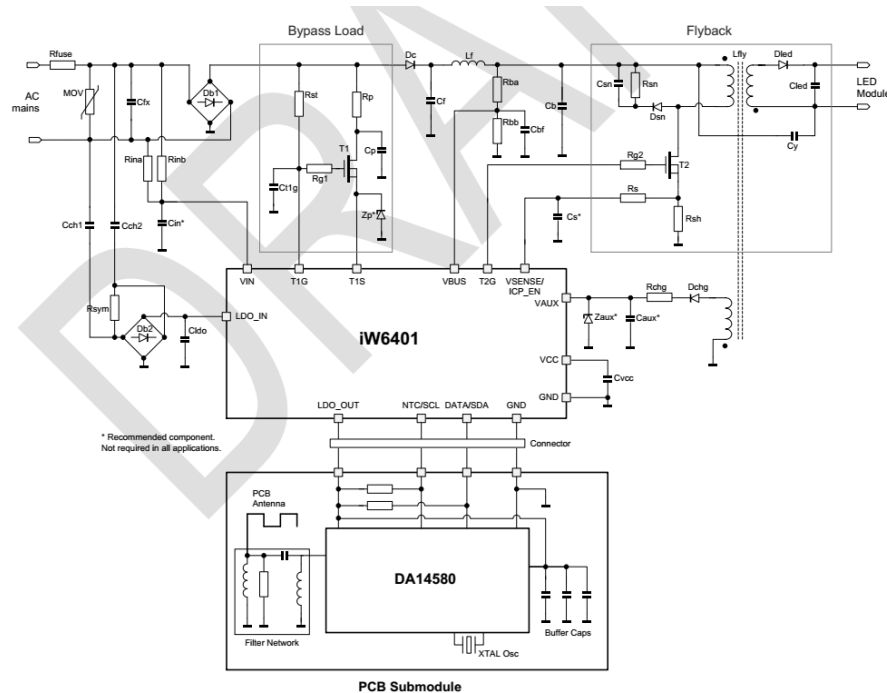 DRAFT
Bypass Load
Flyback
Rfuse
AC mains
MOV
Cfx
Db1
Rst
Rp
Dc
Lf
Cf
Rba
Rbb
Cbf
Cb
Csn
Rsn
Dsn
Lfly
Dled
Cled
LED Module
Cy
Rina
Rinb
Cch1
Cch2
Cin*
Ct1g
Rg1
T1
Cp
Zp*
Rg2
T2
Rs
Cs*
Rsh
Rsym
Db2
Cldo
VIN
T1G
T1S
VBUS
T2G
VSENSE/
ICP_EN
LDO_IN
VAUX
iW6401
VCC
GND
Rchg
Dchg
Zaux*
Caux*
Cvcc
LDO_OUT
NTC/SCL
DATA/SDA
GND
* Recommended component.
Not required in all applications.
Connector
PCB
Antenna
DA14580
Filter Network
Buffer Caps
XTAL Osc
PCB Submodule